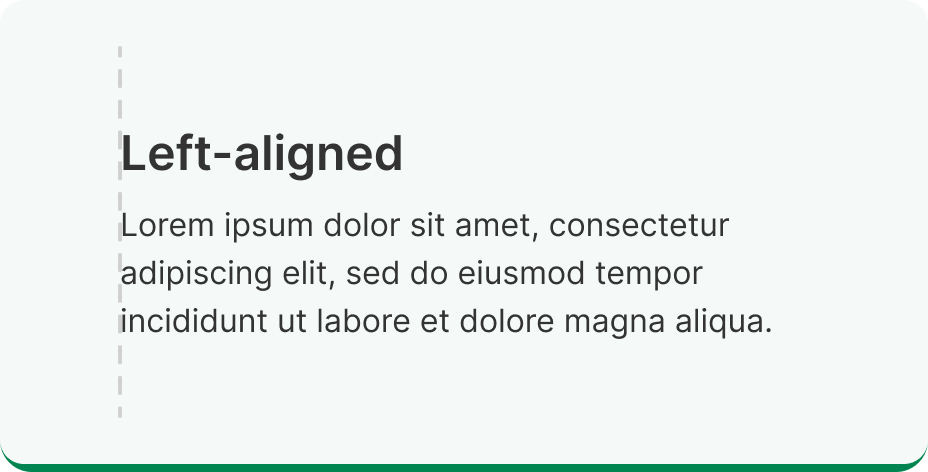 Left-aligned
Lorem ipsum dolor sit amet, consectetur
adipiscing elit, sed do eiusmod tempor
incididunt ut labore et dolore magna aliqua.